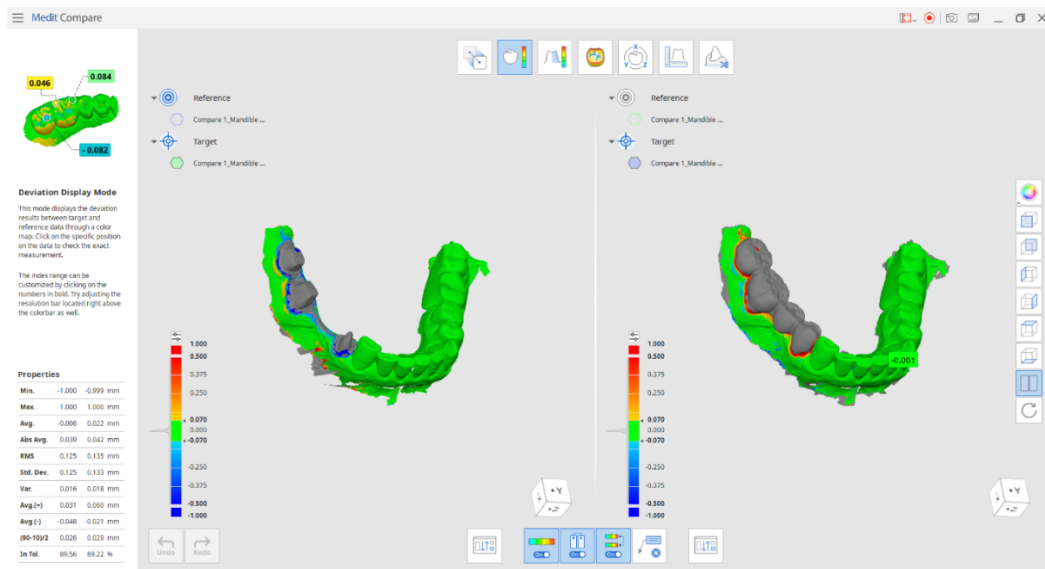 Medit Compare
0.046
0.084
- 0.082
Deviation Display Mode
This mode displays the deviation
results between target and
reference data through a color
map. Click on the specific position
on the data to check the exact
measurement.
The index range can be
customized by clicking on the
numbers in bold. Try adjusting the
resolution bar located right above
the colorbar as well.
Properties
Min. -1.000 -0.999 mm
Max. 1.000 1.000 mm
Avg. -0.006 0.022 mm
Abs Avg. 0.039 0.042 mm
RMS 0.125 0.135 mm
Std. Dev. 0.125 0.133 mm
Var. 0.016 0.018 mm
Avg.(+) 0.031 0.060 mm
Avg.(-) -0.048 -0.021 mm
(90-10)/2 0.026 0.029 mm
In Tol. 89.56 89.22 %
Reference
Compare 1_Mandible ...
Target
Compare 1_Mandible ...
1.000
0.500
0.375
0.250
0.070
0.000
-0.070
-0.250
-0.375
-0.500
-1.000
+Y
-Z
Reference
Compare 1_Mandible ...
Target
Compare 1_Mandible ...
-0.001
1.000
0.500
0.375
0.250
0.070
0.000
-0.070
-0.250
-0.375
-0.500
-1.000
+Y
-Z
X
Y
Z
Undo
Redo
On
On
On